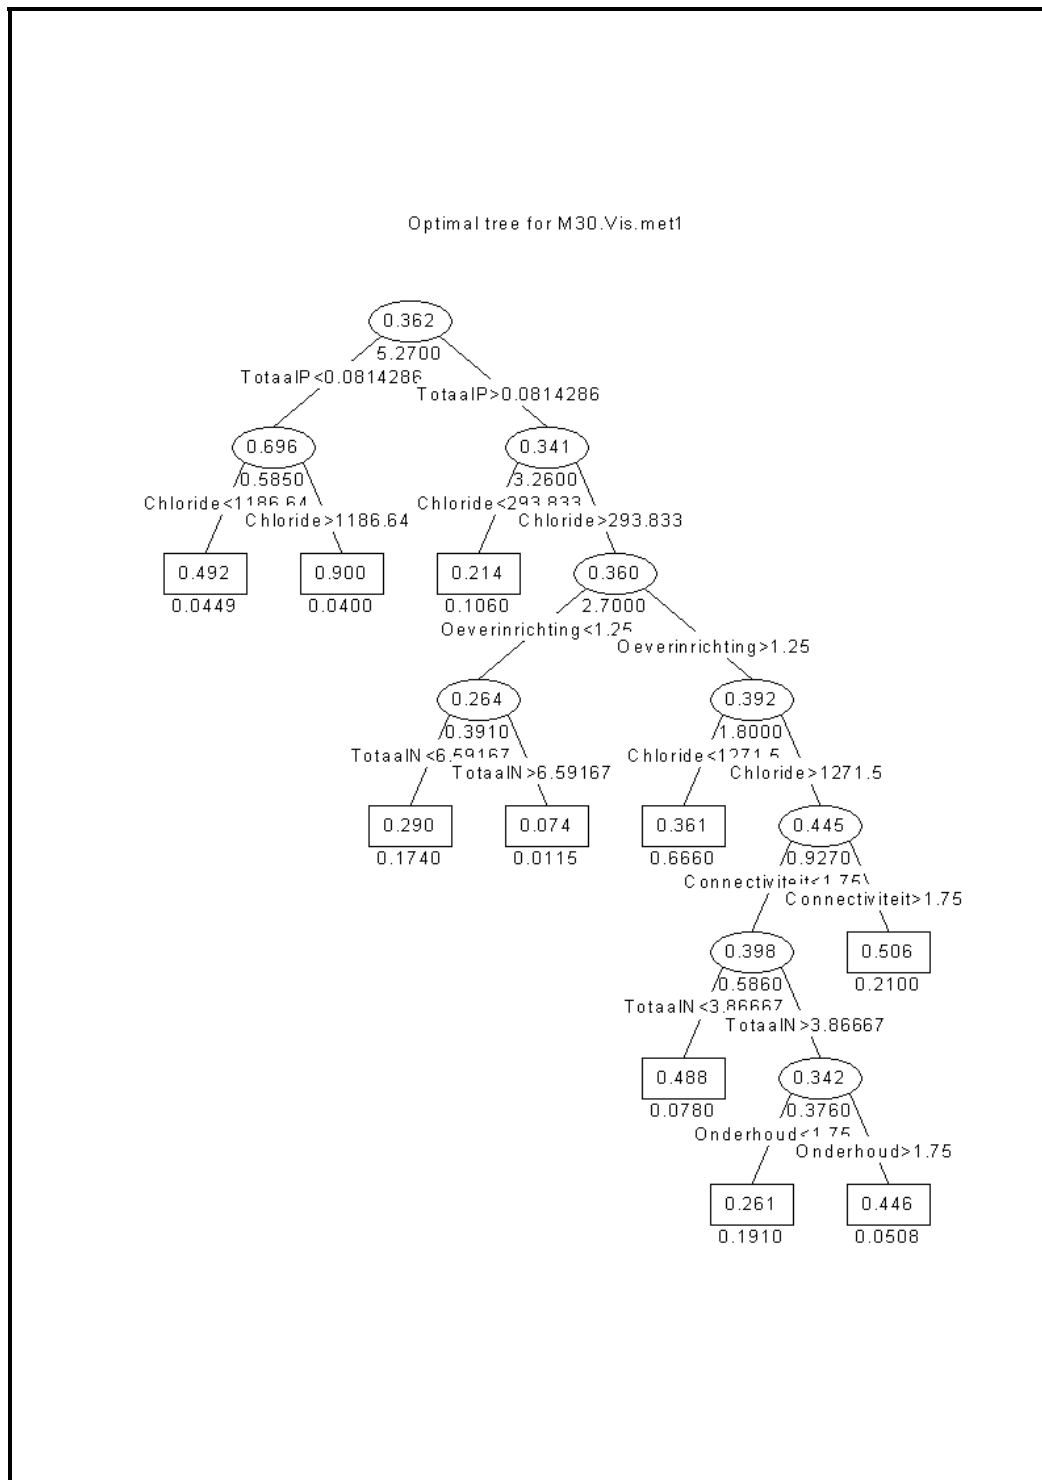 Optimal tree for M30.Vis.met1
0.362
5.2700
TotaalP<0.0814286
TotaalP>0.0814286
0.696
0.341
0.5850
3.2600
Chloride<1186.64
Chloride>1186.64
Chloride<293.833
Chloride>293.833
0.492
0.900
0.214
0.360
0.0449
0.0400
0.1060
2.7000
Oeverinrichting<1.25
Oeverinrichting>1.25
0.264
0.392
0.3910
1.8000
TotaalN<6.59167
TotaalN>6.59167
Chloride<1271.5
Chloride>1271.5
0.290
0.074
0.361
0.445
0.1740
0.0115
0.6660
0.9270
Connectiviteit<1.75
Connectiviteit>1.75
0.398
0.506
0.5860
0.2100
TotaalN<3.86667
TotaalN>3.86667
0.488
0.342
0.0780
0.3760
Onderhoud<1.75
Onderhoud>1.75
0.261
0.446
0.1910
0.0508